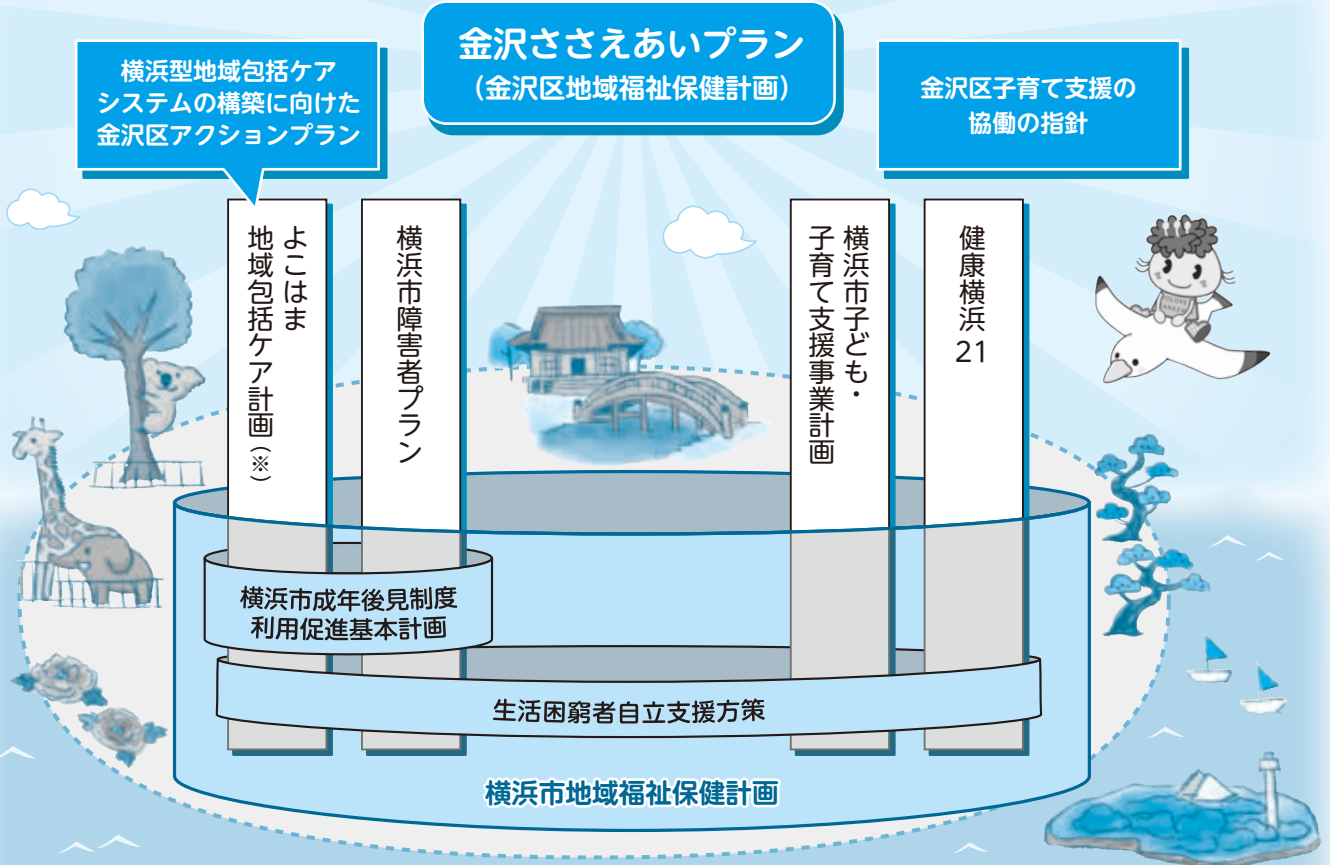 金沢ささえあいプラン
(金沢区地域福祉保健計画)
横浜型地域包括ケア
システムの構築に向けた
金沢区アクションプラン
金沢区子育て支援の
協働の指針
よこはま
地域包括ケア計画(※)
横浜市障害者プラン
横浜市子ども・
子育て支援事業計画
健康横浜21
横浜市成年後見制度
利用促進基本計画
生活困窮者自立支援方策
横浜市地域福祉保健計画